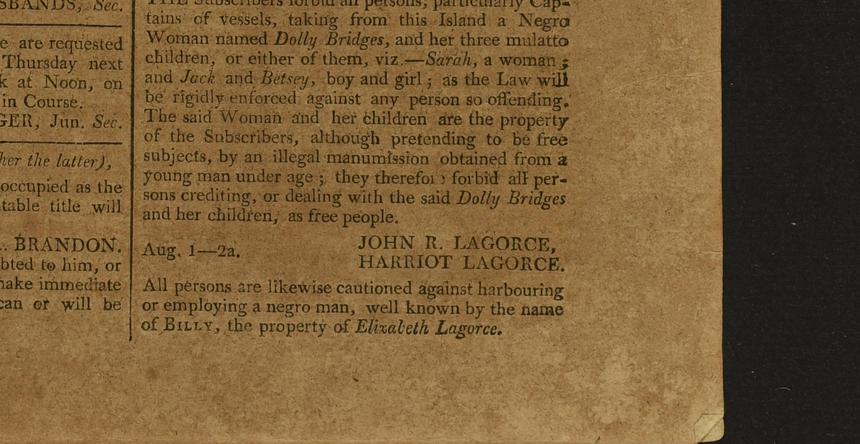 SBANDS, Sec.
e are requested
Thursday next
k at Noon, on
in Course.
GER, Jun. Sec.
her the latter),
occupied as the
table title will
L. BRANDON.
bted to him, or
make immediate
can or will be
THE Subscribers forbid all persons, particularly Cap-
tains of vessels, taking from this Island a Negro
Woman named Dolly Bridges, and her three mulatto
children, or either of them, viz.—Sarah, a woman;
and Jack and Betsey, boy and girl; as the Law will
be rigidly enforced against any person so offending.
The said Woman and her children are the property
of the Subscribers, although pretending to be free
subjects, by an illegal manumission obtained from a
young man under age; they therefore forbid all per-
sons crediting, or dealing with the said Dolly Bridges
and her children, as free people.
JOHN R. LAGORCE,
Aug. 1—2a.
HARRIOT LAGORCE.
All persons are likewise cautioned against harbouring
or employing a negro man, well known by the name
of BILLY, the property of Elizabeth Lagorce.